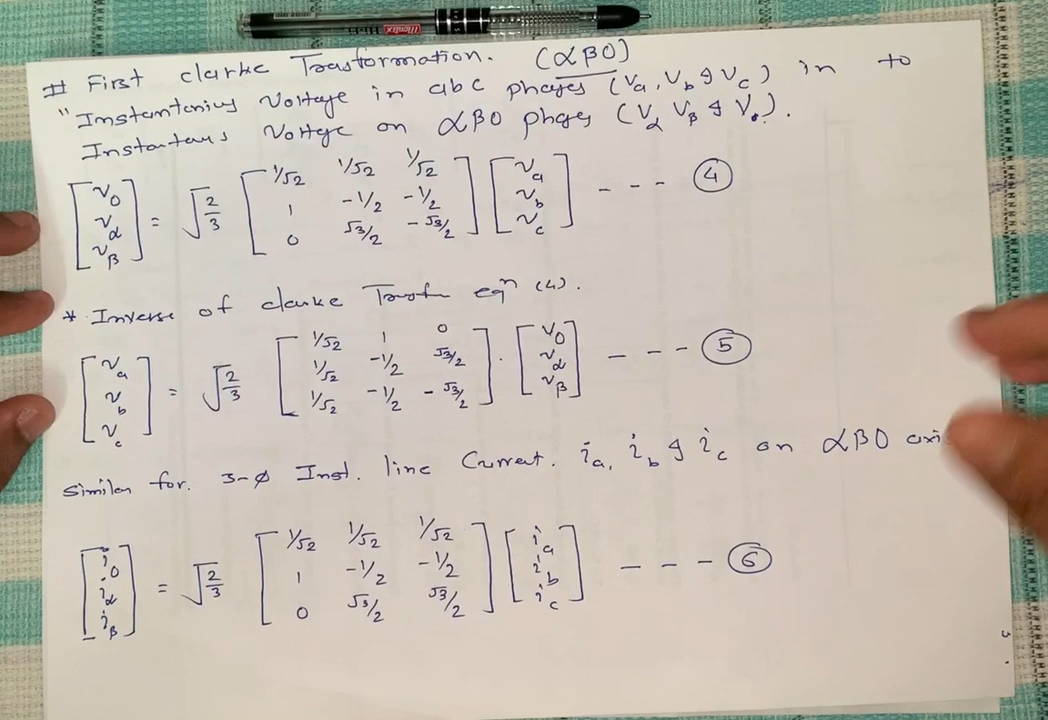 Montex
# First clarke Trasformation. (αβ0)
"Instantanius Voltage in abc phases (Va, Vb & Vc) in to
Instantaus Voltage on αβ0 phases (Vα Vβ & V0).
[v0 vα vβ] = √2/3 [1/√2 1/√2 1/√2; 1 -1/2 -1/2; 0 √3/2 -√3/2] [va vb vc] --- (4)
* Inverse of clarke Transfn eqn (4).
[va vb vc] = √2/3 [1/√2 1 0; 1/√2 -1/2 √3/2; 1/√2 -1/2 -√3/2] . [v0 vα vβ] --- (5)
similar for. 3-ϕ Inst. line Current. ia, ib & ic on αβ0 axi
[i0 iα iβ] = √2/3 [1/√2 1/√2 1/√2; 1 -1/2 -1/2; 0 √3/2 √3/2] [ia ib ic] --- (6)